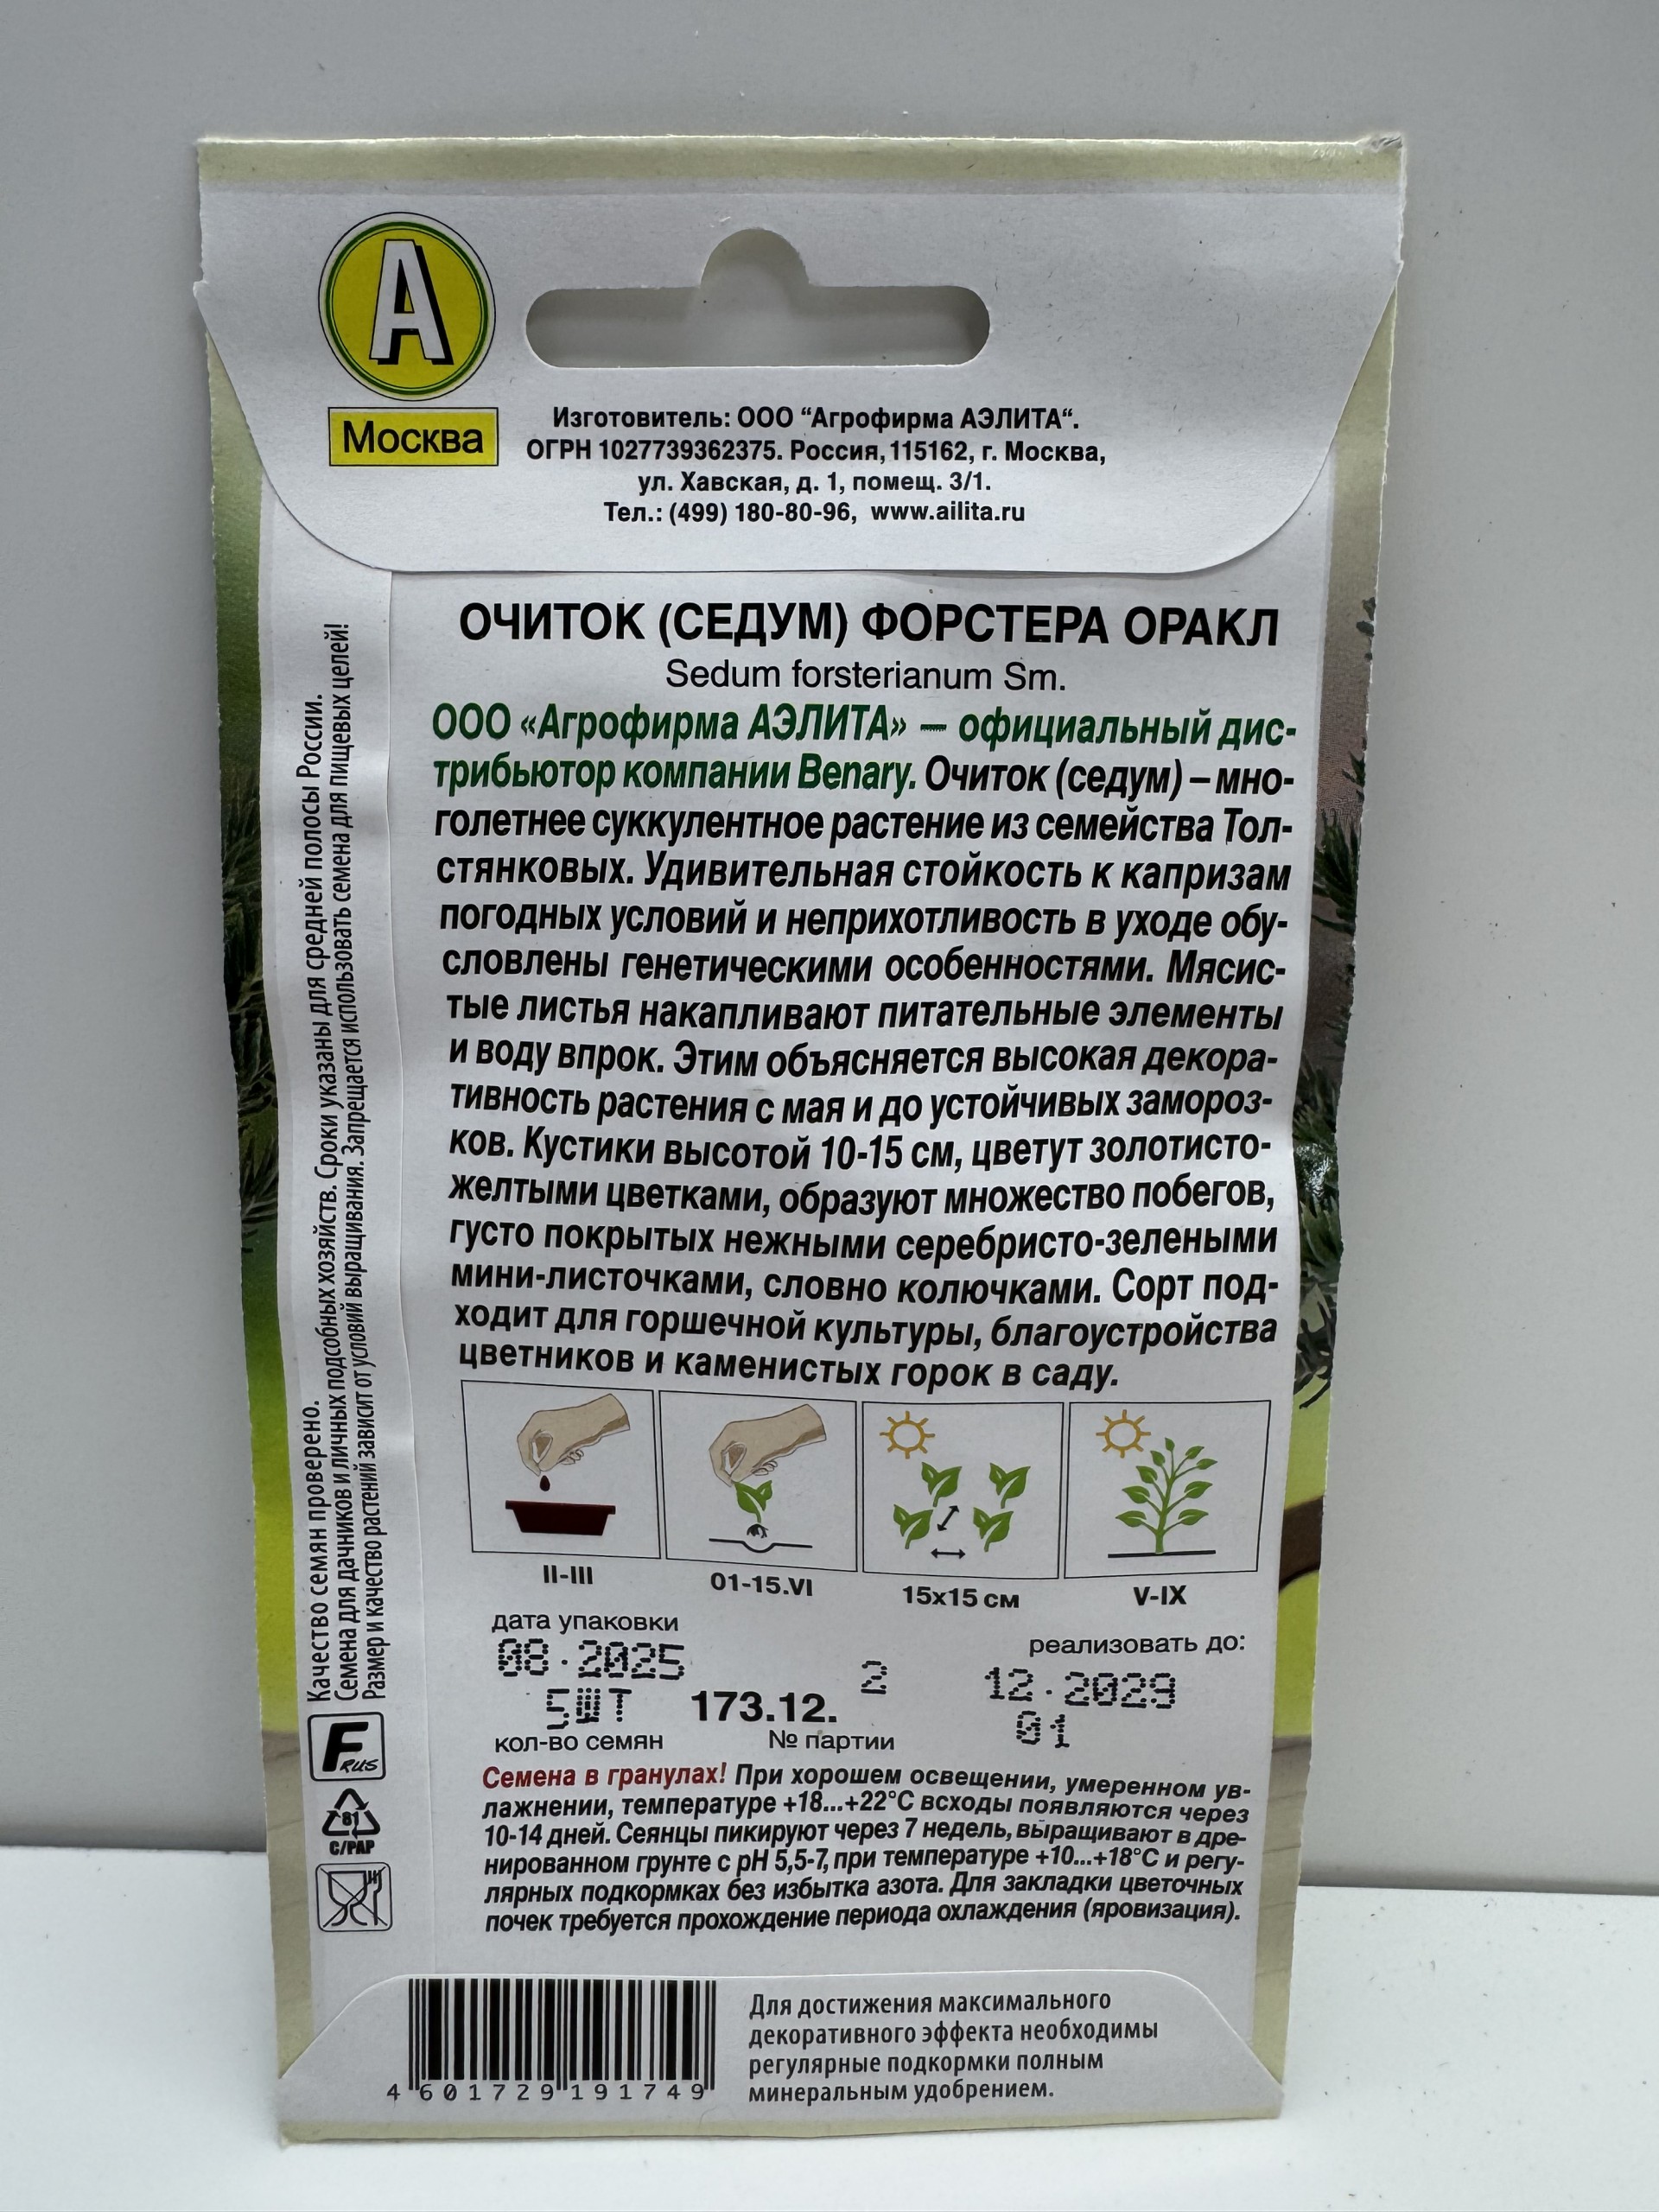 А
Москва
Изготовитель: ООО “Агрофирма АЭЛИТА“.
ОГРН 1027739362375. Россия, 115162, г. Москва,
ул. Хавская, д. 1, помещ. 3/1.
Тел.: (499) 180-80-96, www.ailita.ru
ОЧИТОК (СЕДУМ) ФОРСТЕРА ОРАКЛ
Sedum forsterianum Sm.
ООО «Агрофирма АЭЛИТА» — официальный дис-
трибьютор компании Benary. Очиток (седум) – мно-
голетнее суккулентное растение из семейства Тол-
стянковых. Удивительная стойкость к капризам
погодных условий и неприхотливость в уходе обу-
словлены генетическими особенностями. Мясис-
тые листья накапливают питательные элементы
и воду впрок. Этим объясняется высокая декора-
тивность растения с мая и до устойчивых замороз-
ков. Кустики высотой 10-15 см, цветут золотисто-
желтыми цветками, образуют множество побегов,
густо покрытых нежными серебристо-зелеными
мини-листочками, словно колючками. Сорт под-
ходит для горшечной культуры, благоустройства
цветников и каменистых горок в саду.
II-III
01-15.VI
15x15 см
V-IX
дата упаковки
08.2025
реализовать до:
12.2029
5ШТ
173.12.
2
01
кол-во семян
№ партии
Семена в гранулах! При хорошем освещении, умеренном ув-
лажнении, температуре +18...+22°С всходы появляются через
10-14 дней. Сеянцы пикируют через 7 недель, выращивают в дре-
нированном грунте с pH 5,5-7, при температуре +10...+18°С и регу-
лярных подкормках без избытка азота. Для закладки цветочных
почек требуется прохождение периода охлаждения (яровизация).
Качество семян проверено.
Семена для дачников и личных подсобных хозяйств. Сроки указаны для средней полосы России.
Размер и качество растений зависит от условий выращивания. Запрещается использовать семена для пищевых целей!
F RUS
81
C/PAP
4 601729 191749
Для достижения максимального
декоративного эффекта необходимы
регулярные подкормки полным
минеральным удобрением.